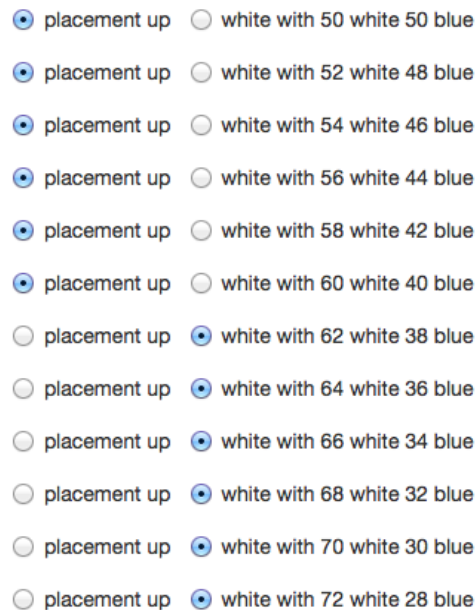 placement up white with 50 white 50 blue
placement up white with 52 white 48 blue
placement up white with 54 white 46 blue
placement up white with 56 white 44 blue
placement up white with 58 white 42 blue
placement up white with 60 white 40 blue
placement up white with 62 white 38 blue
placement up white with 64 white 36 blue
placement up white with 66 white 34 blue
placement up white with 68 white 32 blue
placement up white with 70 white 30 blue
placement up white with 72 white 28 blue